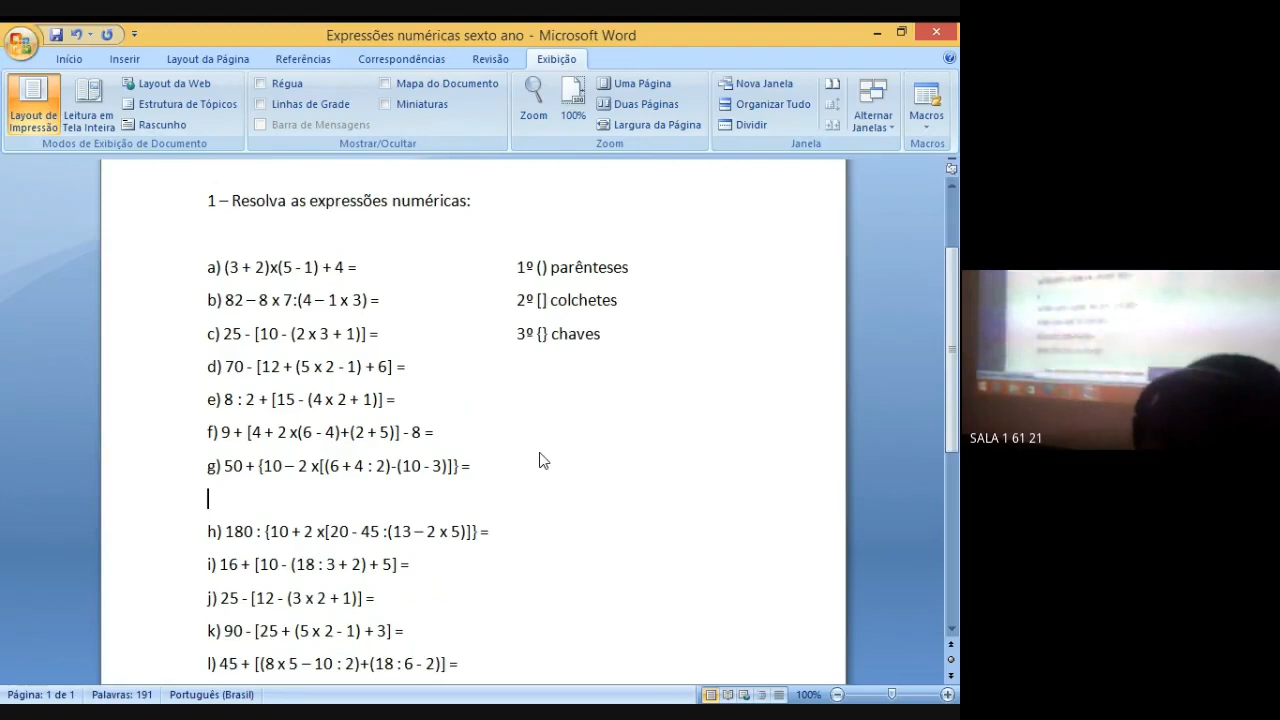 Expressões numéricas sexto ano - Microsoft Word
Início Inserir Layout da Página Referências Correspondências Revisão Exibição
Layout de Impressão
Leitura em Tela Inteira
Layout da Web
Estrutura de Tópicos
Rascunho
Modos de Exibição de Documento
Régua
Linhas de Grade
Barra de Mensagens
Mapa do Documento
Miniaturas
Mostrar/Ocultar
Zoom
100%
Uma Página
Duas Páginas
Largura da Página
Zoom
Nova Janela
Organizar Tudo
Dividir
Alternar Janelas
Janela
Macros
Macros
1 – Resolva as expressões numéricas:
a) (3 + 2)x(5 - 1) + 4 = 1º () parênteses
b) 82 – 8 x 7:(4 – 1 x 3) = 2º [] colchetes
c) 25 - [10 - (2 x 3 + 1)] = 3º {} chaves
d) 70 - [12 + (5 x 2 - 1) + 6] =
e) 8 : 2 + [15 - (4 x 2 + 1)] =
f) 9 + [4 + 2 x(6 - 4)+(2 + 5)] - 8 =
g) 50 + {10 – 2 x[(6 + 4 : 2)-(10 - 3)]} =
h) 180 : {10 + 2 x[20 - 45 :(13 – 2 x 5)]} =
i) 16 + [10 - (18 : 3 + 2) + 5] =
j) 25 - [12 - (3 x 2 + 1)] =
k) 90 - [25 + (5 x 2 - 1) + 3] =
l) 45 + [(8 x 5 – 10 : 2)+(18 : 6 - 2)] =
Página: 1 de 1 Palavras: 191 Português (Brasil) 100%
SALA 1 61 21